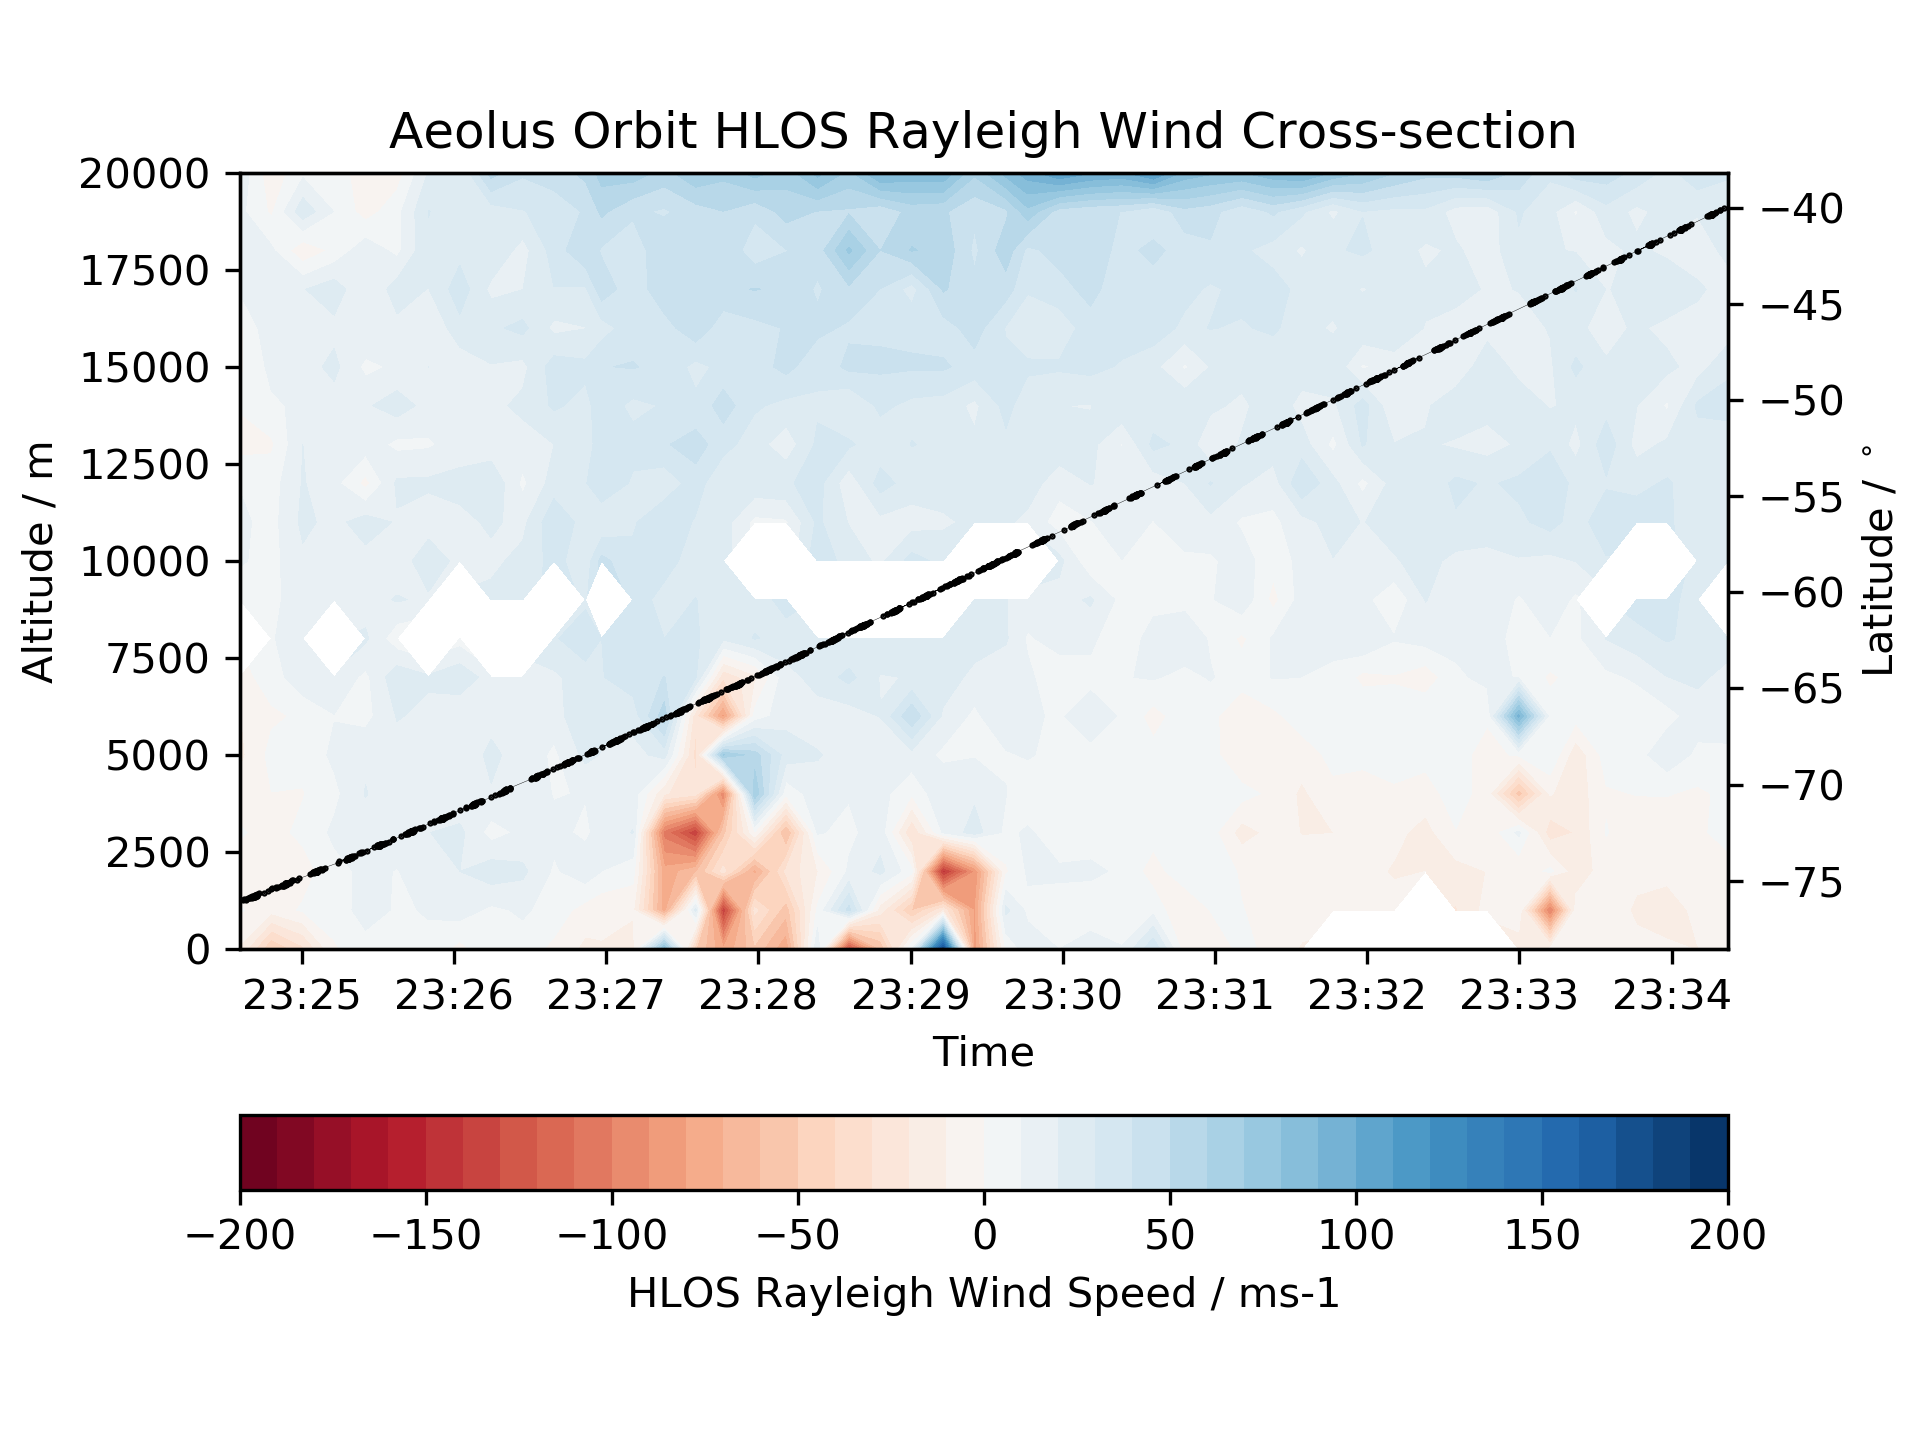 Aeolus Orbit HLOS Rayleigh Wind Cross-section
20000
17500
15000
12500
10000
7500
5000
2500
0
Altitude / m
−40
−45
−50
−55
−60
−65
−70
−75
Latitude / °
23:25 23:26 23:27 23:28 23:29 23:30 23:31 23:32 23:33 23:34
Time
−200 −150 −100 −50 0 50 100 150 200
HLOS Rayleigh Wind Speed / ms-1